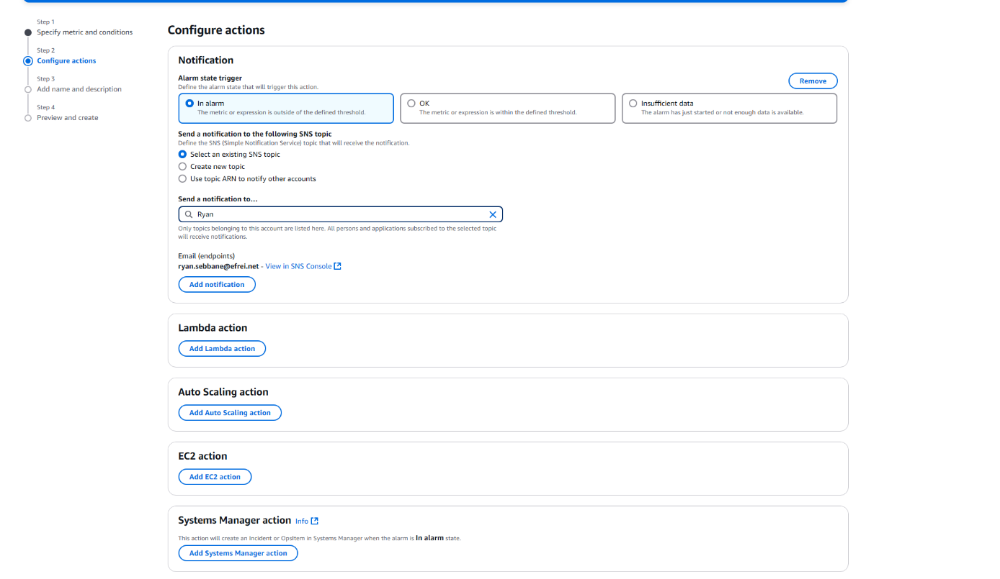 Step 1
Specify metric and conditions
Step 2
Configure actions
Step 3
Add name and description
Step 4
Preview and create
Configure actions
Notification
Alarm state trigger
Define the alarm state that will trigger this action.
Remove
In alarm
The metric or expression is outside of the defined threshold.
OK
The metric or expression is within the defined threshold.
Insufficient data
The alarm has just started or not enough data is available.
Send a notification to the following SNS topic
Define the SNS (Simple Notification Service) topic that will receive the notification.
Select an existing SNS topic
Create new topic
Use topic ARN to notify other accounts
Send a notification to…
Ryan
Only topics belonging to this account are listed here. All persons and applications subscribed to the selected topic
will receive notifications.
Email (endpoints)
ryan.sebbane@efrei.net - View in SNS Console
Add notification
Lambda action
Add Lambda action
Auto Scaling action
Add Auto Scaling action
EC2 action
Add EC2 action
Systems Manager action Info
This action will create an Incident or OpsItem in Systems Manager when the alarm is In alarm state.
Add Systems Manager action